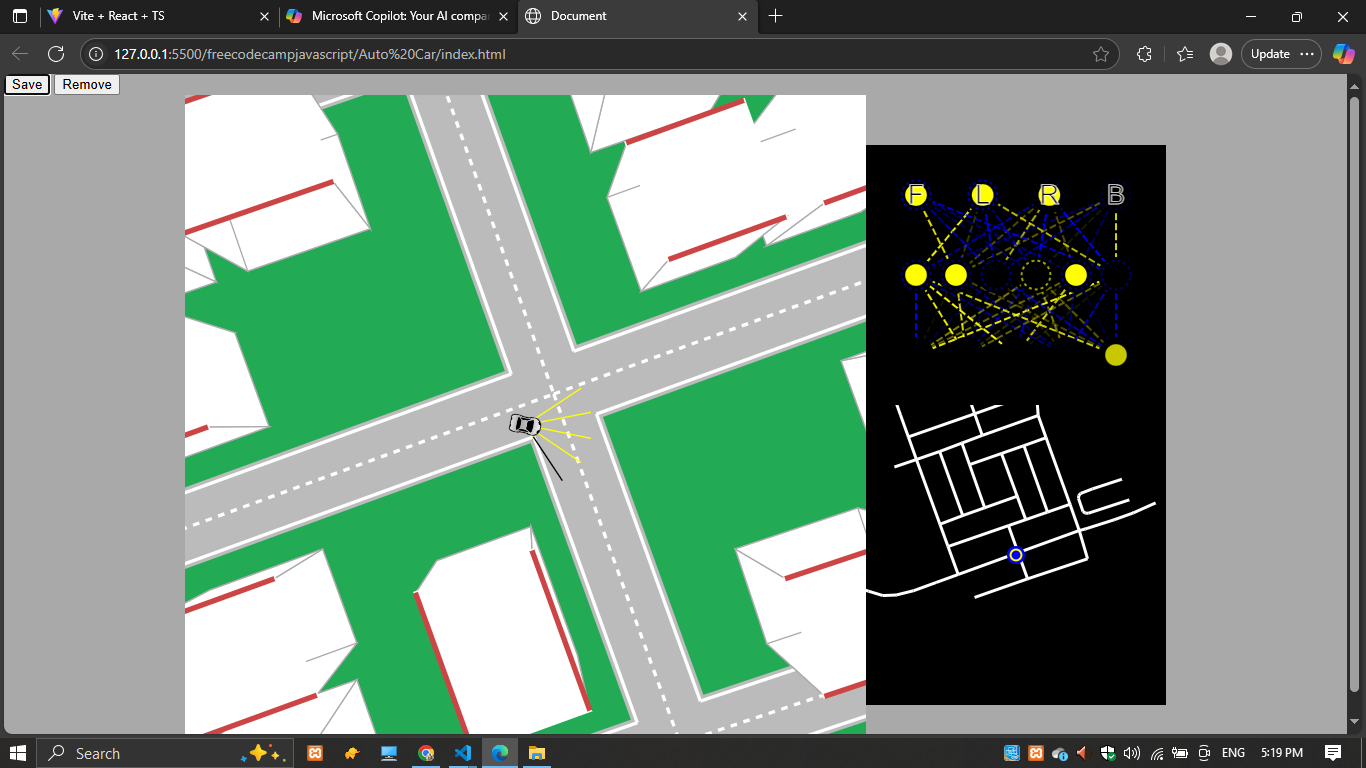 Vite + React + TS
Microsoft Copilot: Your AI compa
Document
127.0.0.1:5500/freecodecampjavascript/Auto%20Car/index.html
Update
Save
Remove
F L R B
Search
ENG
5:19 PM